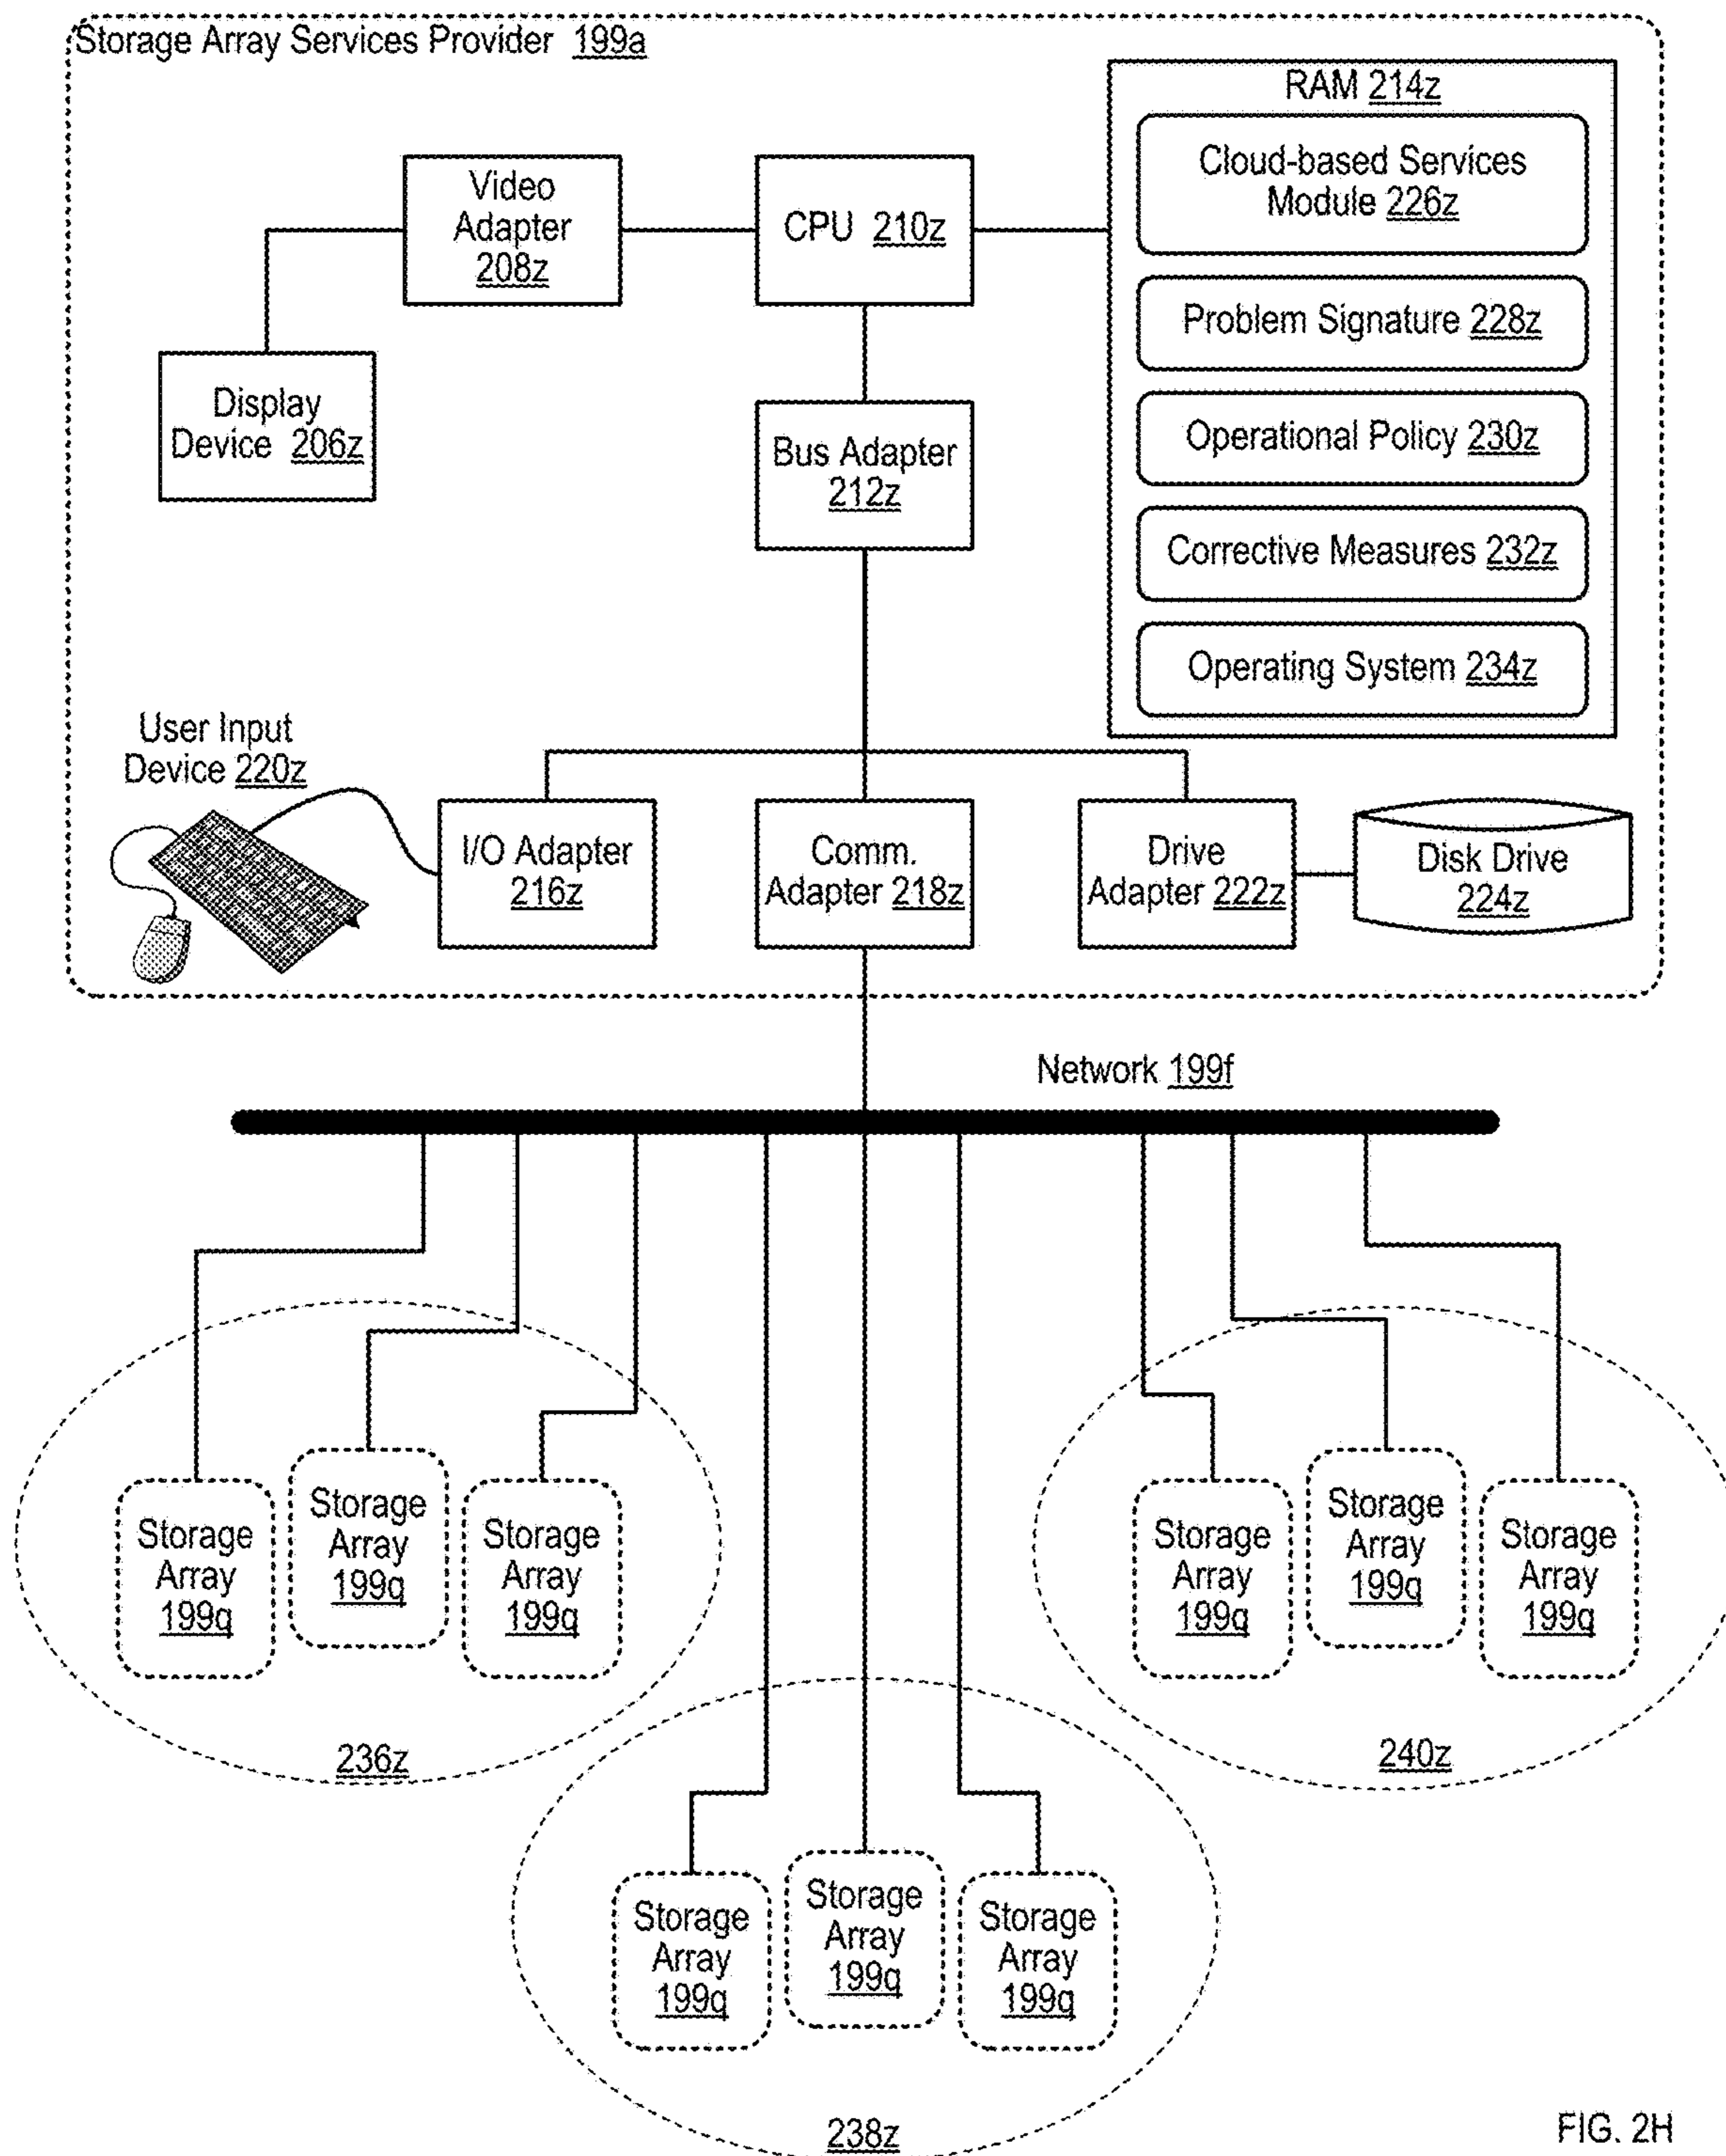 Storage Array Services Provider 199a
RAM 214z
Cloud-based Services
Module 226z
Problem Signature 228z
Operational Policy 230z
Corrective Measures 232z
Operating System 234z
Video
Adapter
208z
CPU 210z
Display
Device 206z
Bus Adapter
212z
User Input
Device 220z
I/O Adapter
216z
Comm.
Adapter 218z
Drive
Adapter 222z
Disk Drive
224z
Network 199f
Storage
Array
199q
Storage
Array
199q
Storage
Array
199q
236z
Storage
Array
199q
Storage
Array
199q
Storage
Array
199q
240z
Storage
Array
199q
Storage
Array
199q
Storage
Array
199q
238z
FIG. 2H